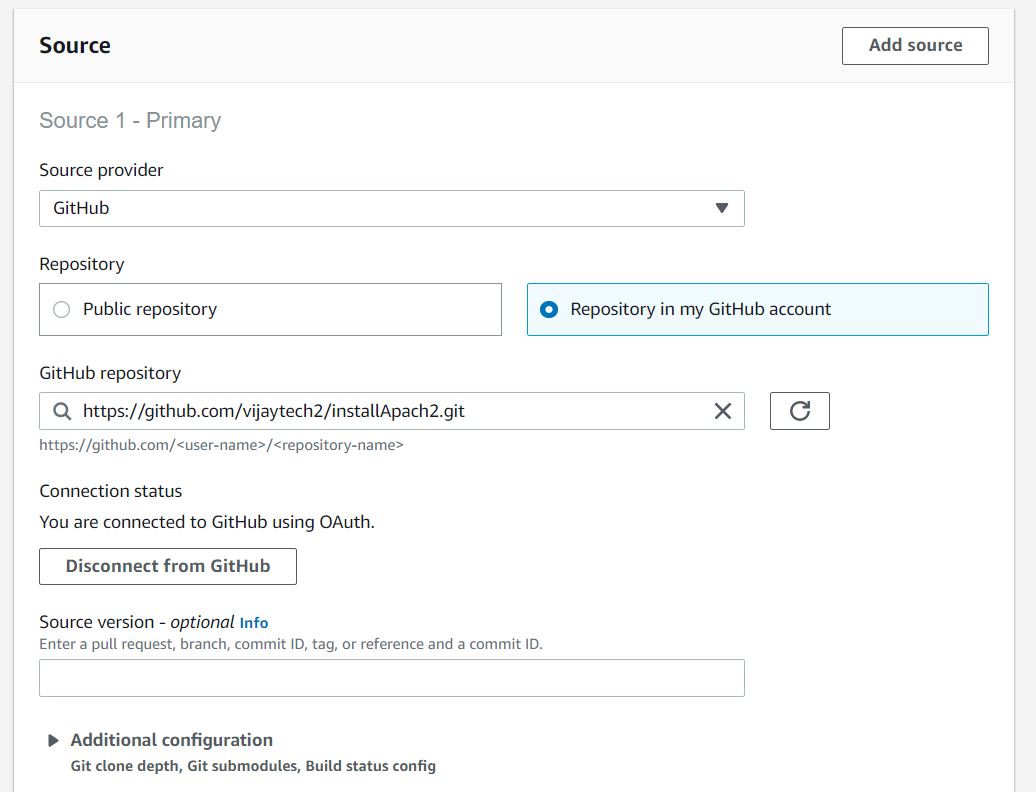 Source
Add source
Source 1 - Primary
Source provider
GitHub
Repository
Public repository
Repository in my GitHub account
GitHub repository
https://github.com/vijaytech2/installApach2.git
https://github.com/<user-name>/<repository-name>
Connection status
You are connected to GitHub using OAuth.
Disconnect from GitHub
Source version - optional Info
Enter a pull request, branch, commit ID, tag, or reference and a commit ID.
Additional configuration
Git clone depth, Git submodules, Build status config